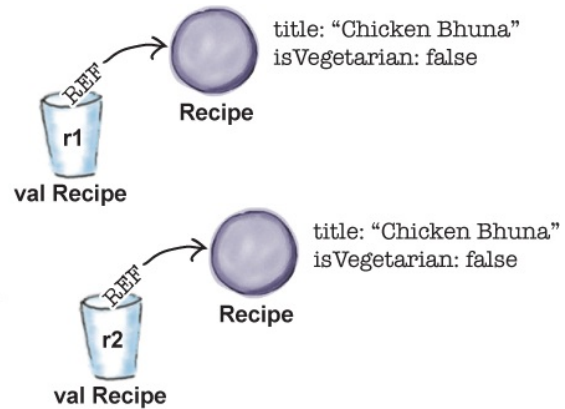 title: “Chicken Bhuna”
isVegetarian: false
REF
Recipe
r1
val Recipe
title: “Chicken Bhuna”
isVegetarian: false
REF
Recipe
r2
val Recipe